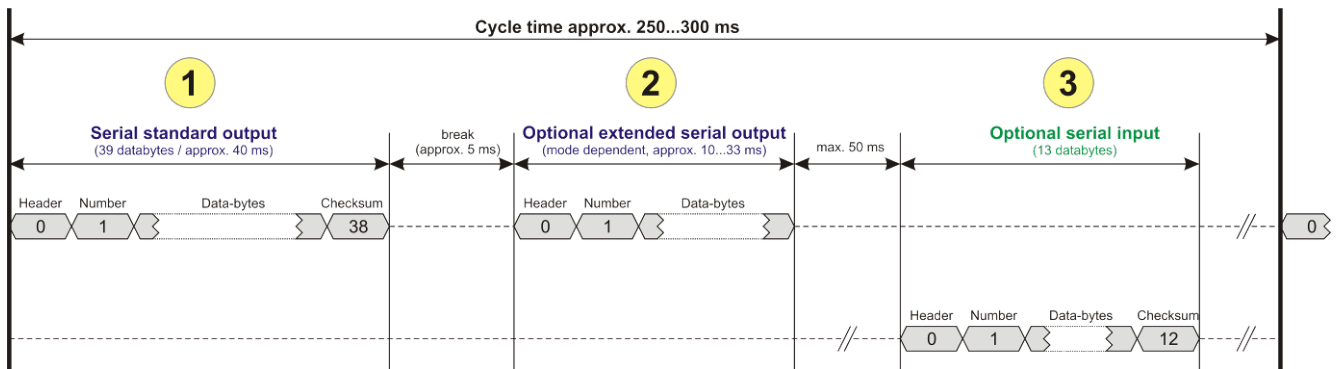 Cycle time approx. 250...300 ms
1
2
3
Serial standard output
(39 databytes / approx. 40 ms)
break
(approx. 5 ms)
Optional extended serial output
(mode dependent, approx. 10...33 ms)
max. 50 ms
Optional serial input
(13 databytes)
Header Number Data-bytes Checksum
0 1 38
Header Number Data-bytes
0 1
0
Header Number Data-bytes Checksum
0 1 12